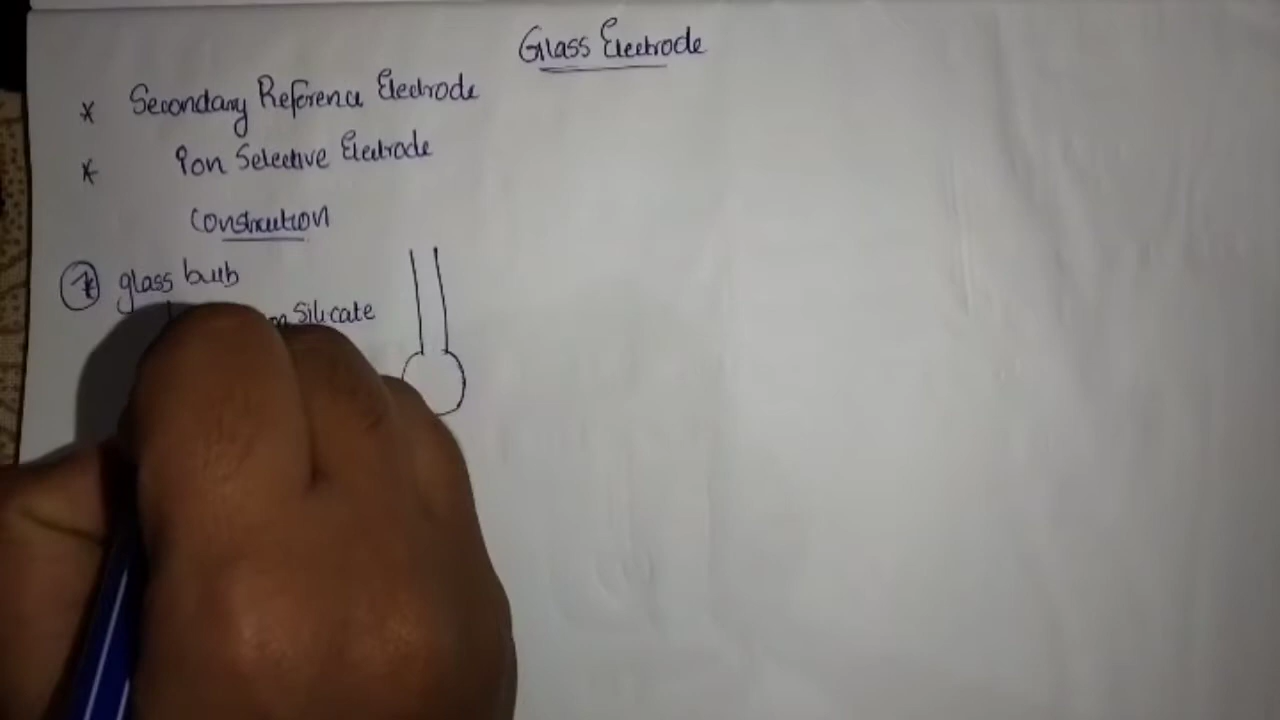 Glass Electrode
* Secondary Reference Electrode
* Ion Selective Electrode
Construction
* glass bulb
Silicate